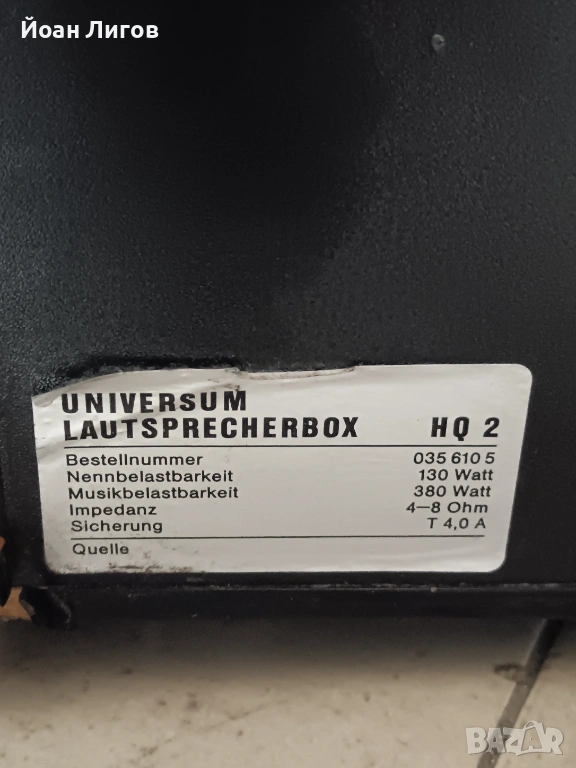 Йоан Лигов
UNIVERSUM
LAUTSPRECHERBOX HQ 2
Bestellnummer 035 610 5
Nennbelastbarkeit 130 Watt
Musikbelastbarkeit 380 Watt
Impedanz 4—8 Ohm
Sicherung T 4,0 A
Quelle
BAZAR